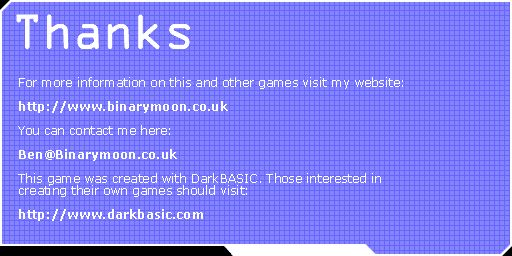 Thanks
For more information on this and other games visit my website:
http://www.binarymoon.co.uk
You can contact me here:
Ben@Binarymoon.co.uk
This game was created with DarkBASIC. Those interested in
creating their own games should visit:
http://www.darkbasic.com